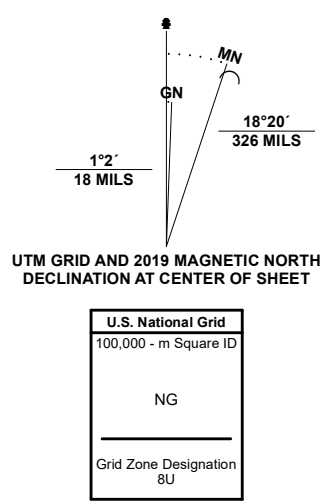 MN
GN
18°20´
326 MILS
1°2´
18 MILS
UTM GRID AND 2019 MAGNETIC NORTH
DECLINATION AT CENTER OF SHEET
U.S. National Grid
100,000 - m Square ID
NG
Grid Zone Designation
8U